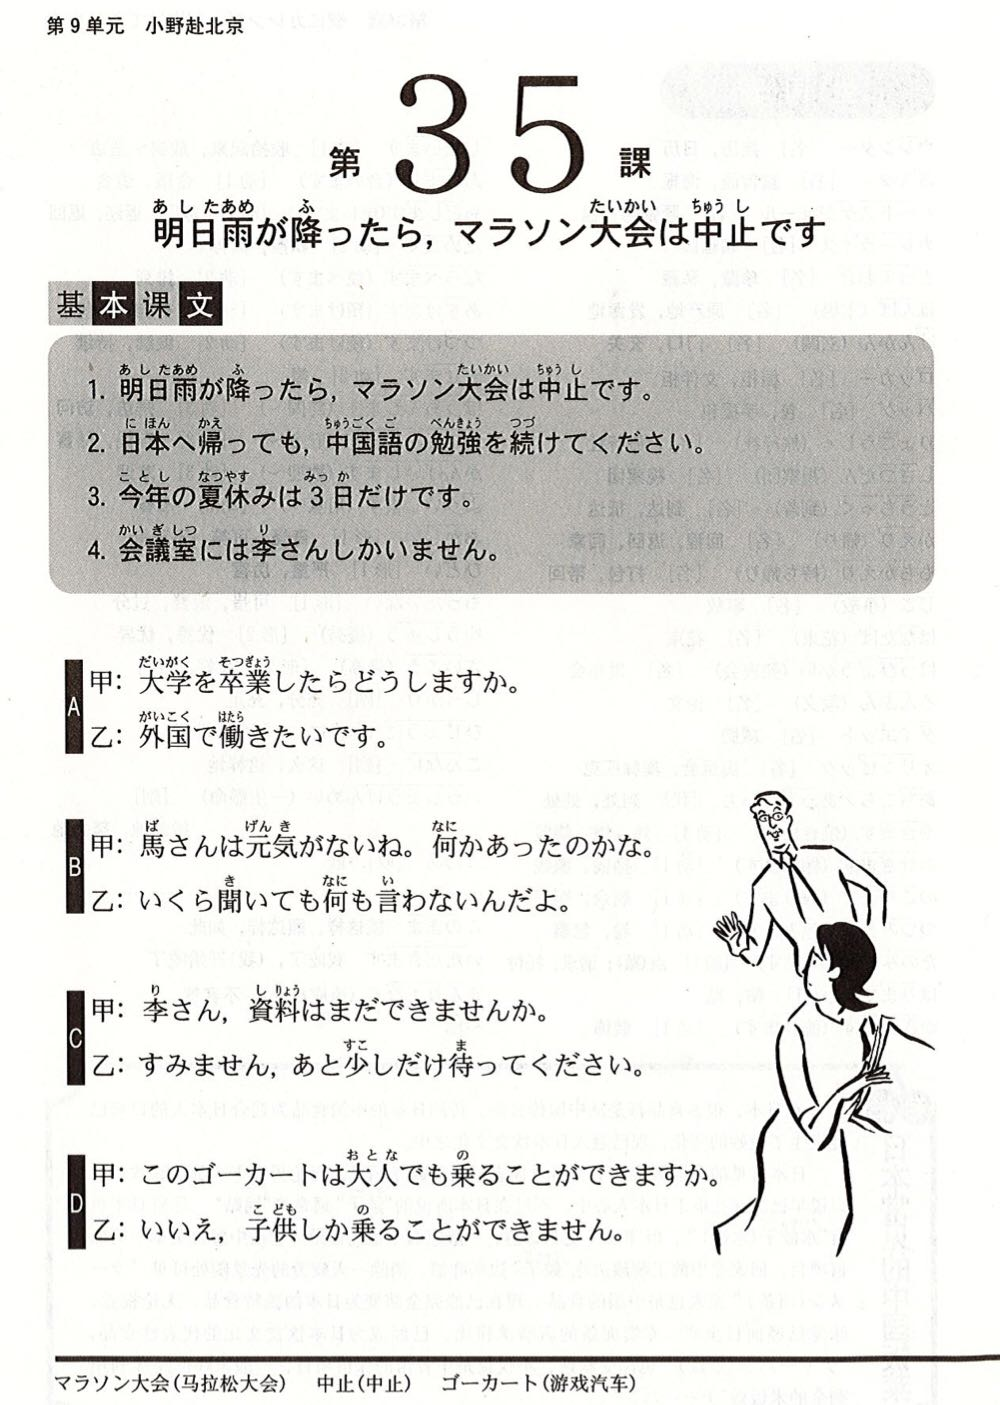 第9单元 小野赴北京
第35課
明日雨が降ったら，マラソン大会は中止です
基本课文
1. 明日雨が降ったら，マラソン大会は中止です。
2. 日本へ帰っても，中国語の勉強を続けてください。
3. 今年の夏休みは3日だけです。
4. 会議室には李さんしかいません。
A
甲：大学を卒業したらどうしますか。
乙：外国で働きたいです。
B
甲：馬さんは元気がないね。何かあったのかな。
乙：いくら聞いても何も言わないんだよ。
C
甲：李さん，資料はまだできませんか。
乙：すみません，あと少しだけ待ってください。
D
甲：このゴーカートは大人でも乗ることができますか。
乙：いいえ，子供しか乗ることができません。
マラソン大会(马拉松大会) 中止(中止) ゴーカート(游戏汽车)